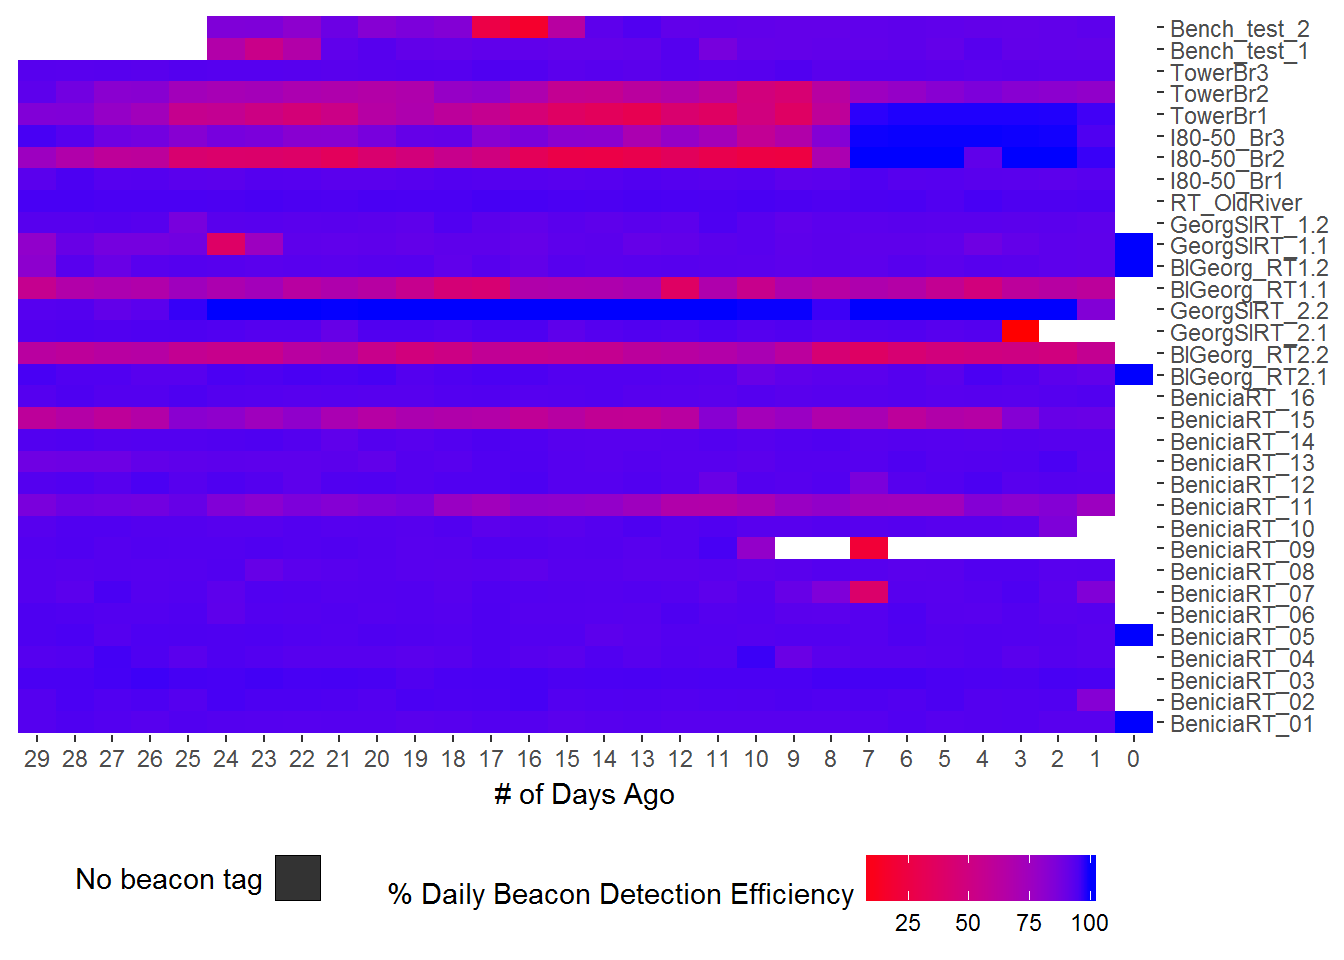 Bench_test_2
Bench_test_1
TowerBr3
TowerBr2
TowerBr1
I80-50_Br3
I80-50_Br2
I80-50_Br1
RT_OldRiver
GeorgSlRT_1.2
GeorgSlRT_1.1
BlGeorg_RT1.2
BlGeorg_RT1.1
GeorgSlRT_2.2
GeorgSlRT_2.1
BlGeorg_RT2.2
BlGeorg_RT2.1
BeniciaRT_16
BeniciaRT_15
BeniciaRT_14
BeniciaRT_13
BeniciaRT_12
BeniciaRT_11
BeniciaRT_10
BeniciaRT_09
BeniciaRT_08
BeniciaRT_07
BeniciaRT_06
BeniciaRT_05
BeniciaRT_04
BeniciaRT_03
BeniciaRT_02
BeniciaRT_01
29 28 27 26 25 24 23 22 21 20 19 18 17 16 15 14 13 12 11 10 9 8 7 6 5 4 3 2 1 0
# of Days Ago
No beacon tag
% Daily Beacon Detection Efficiency
25 50 75 100